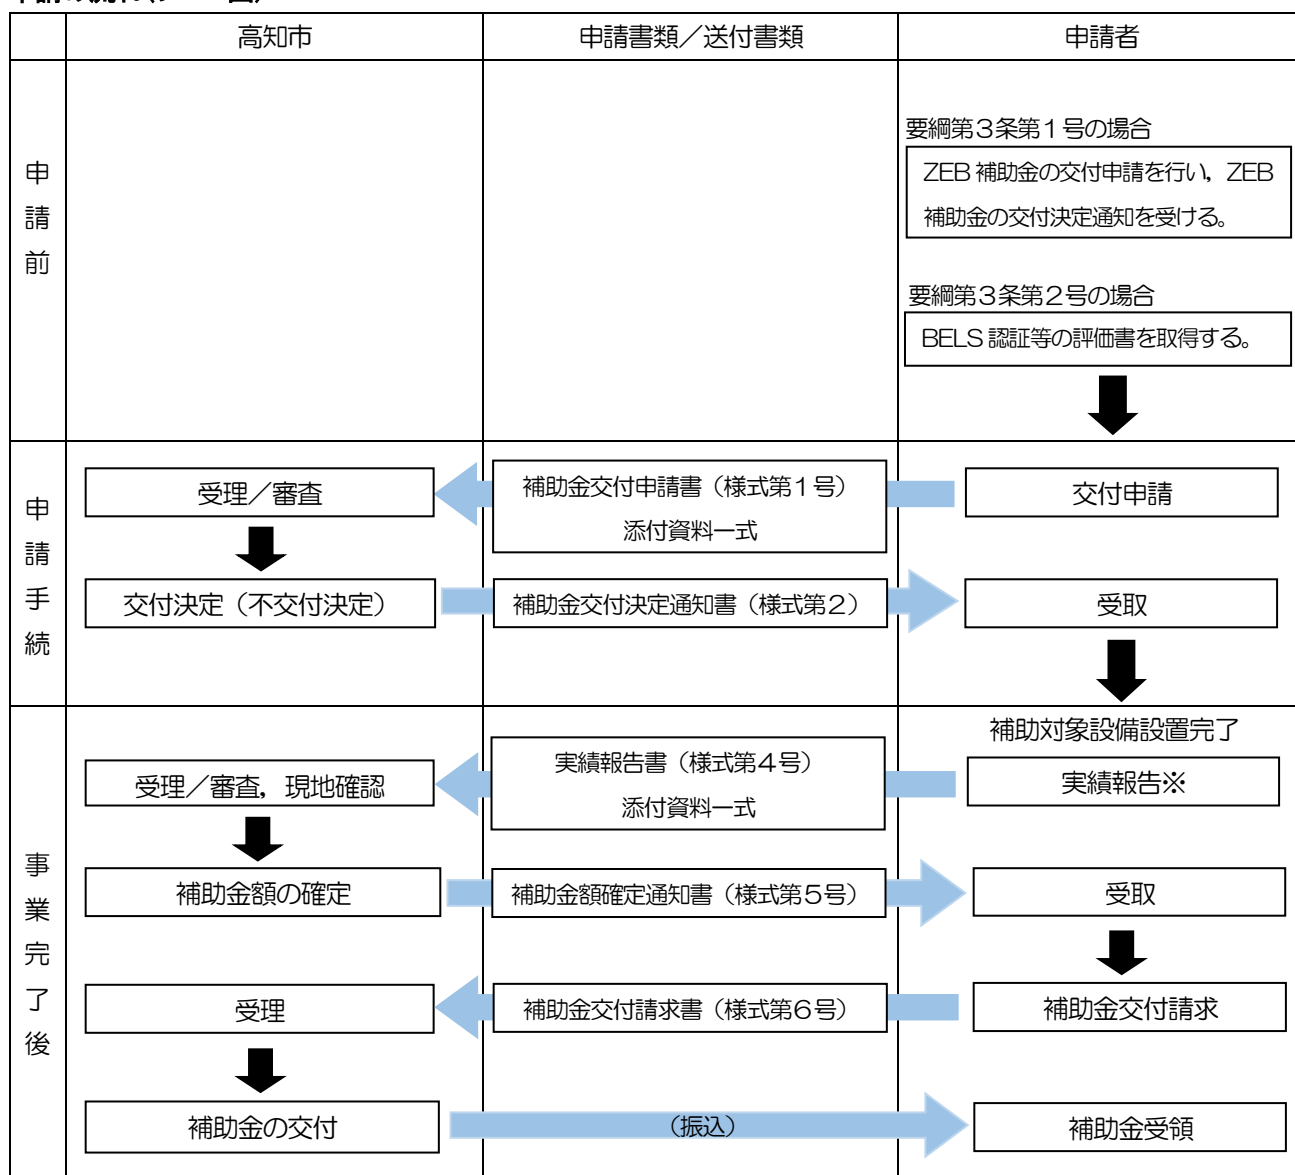 高知市
申請書類／送付書類
申請者
申請前
要綱第３条第１号の場合
ZEB 補助金の交付申請を行い，ZEB
補助金の交付決定通知を受ける。
要綱第３条第２号の場合
BELS 認証等の評価書を取得する。
申請手続
受理／審査
補助金交付申請書（様式第１号）
添付資料一式
交付申請
交付決定（不交付決定）
補助金交付決定通知書（様式第２）
受取
事業完了後
補助対象設備設置完了
受理／審査，現地確認
実績報告書（様式第４号）
添付資料一式
実績報告※
補助金額の確定
補助金額確定通知書（様式第５号）
受取
受理
補助金交付請求書（様式第６号）
補助金交付請求
補助金の交付
（振込）
補助金受領